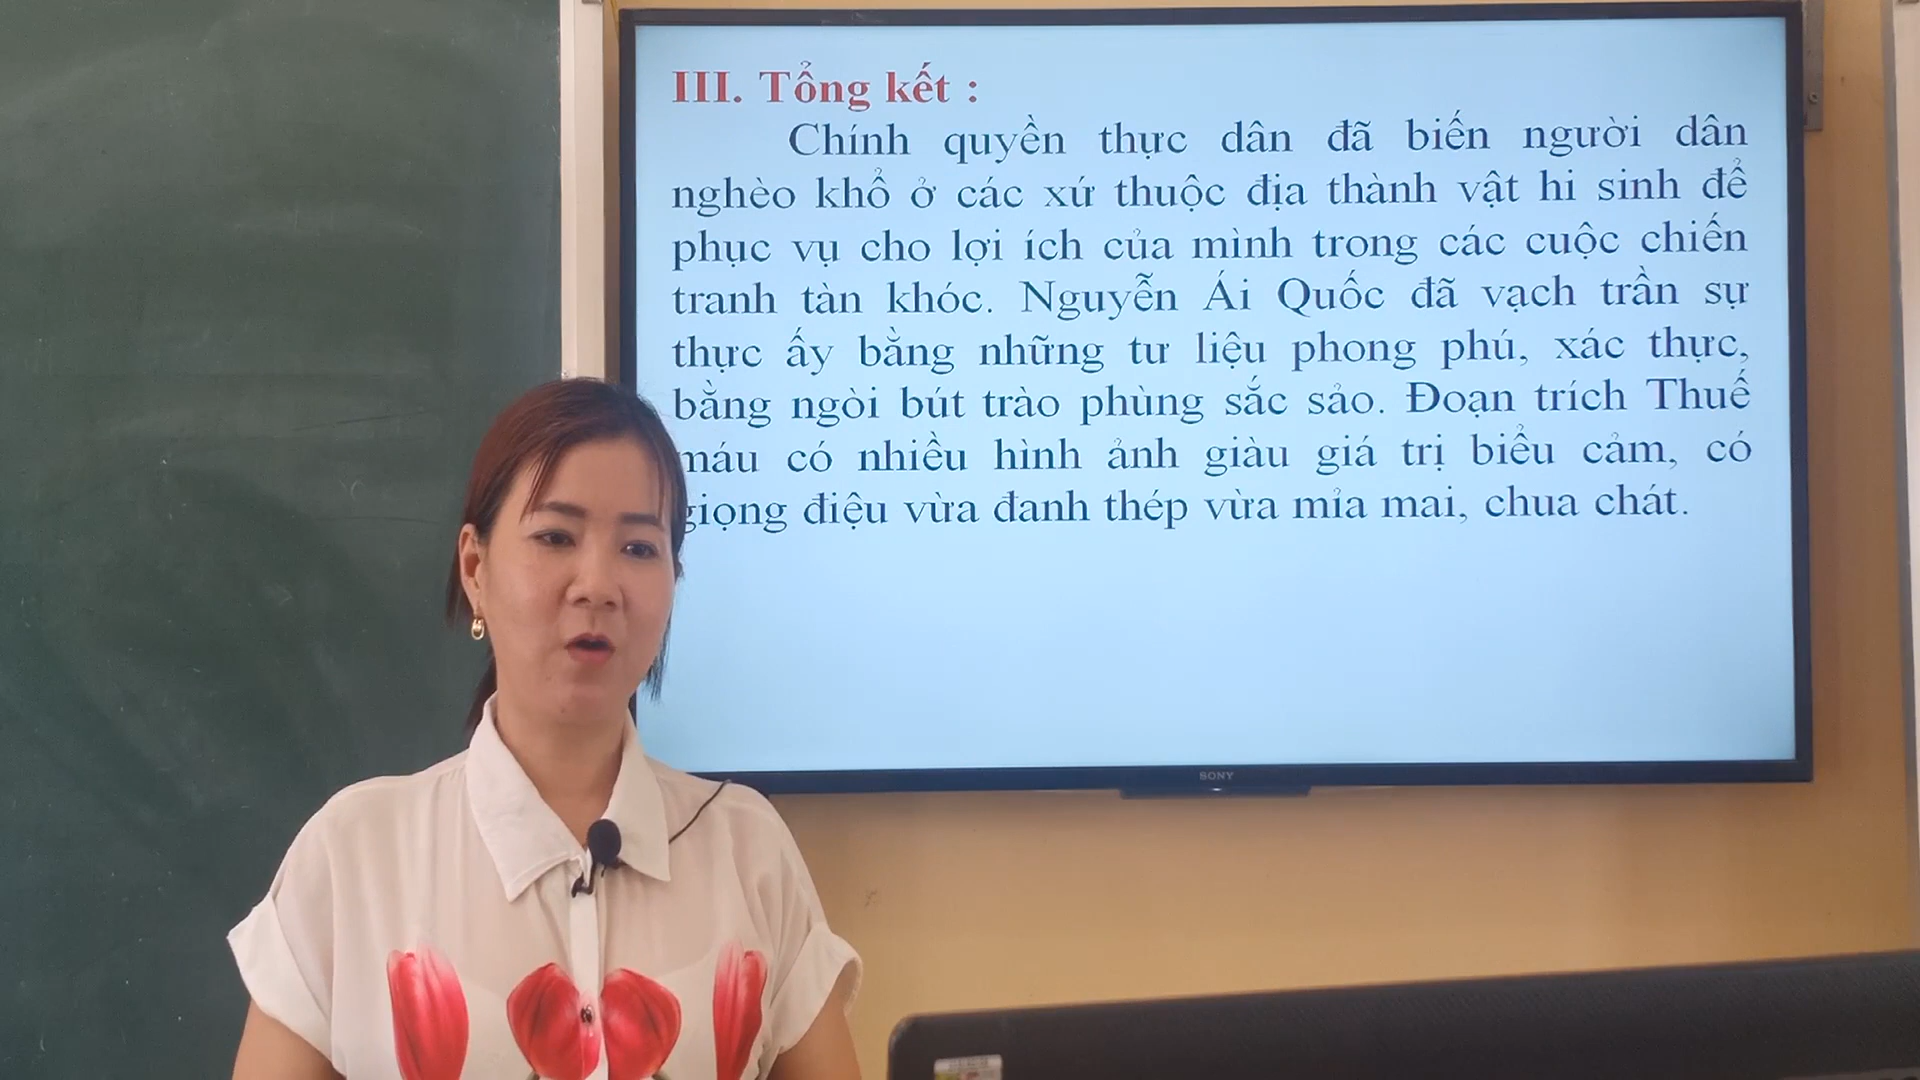 III. Tổng kết :
Chính quyền thực dân đã biến người dân
nghèo khổ ở các xứ thuộc địa thành vật hi sinh để
phục vụ cho lợi ích của mình trong các cuộc chiến
tranh tàn khóc. Nguyễn Ái Quốc đã vạch trần sự
thực ấy bằng những tư liệu phong phú, xác thực,
bằng ngòi bút trào phùng sắc sảo. Đoạn trích Thuế
máu có nhiều hình ảnh giàu giá trị biểu cảm, có
giọng điệu vừa đanh thép vừa mỉa mai, chua chát.
SONY